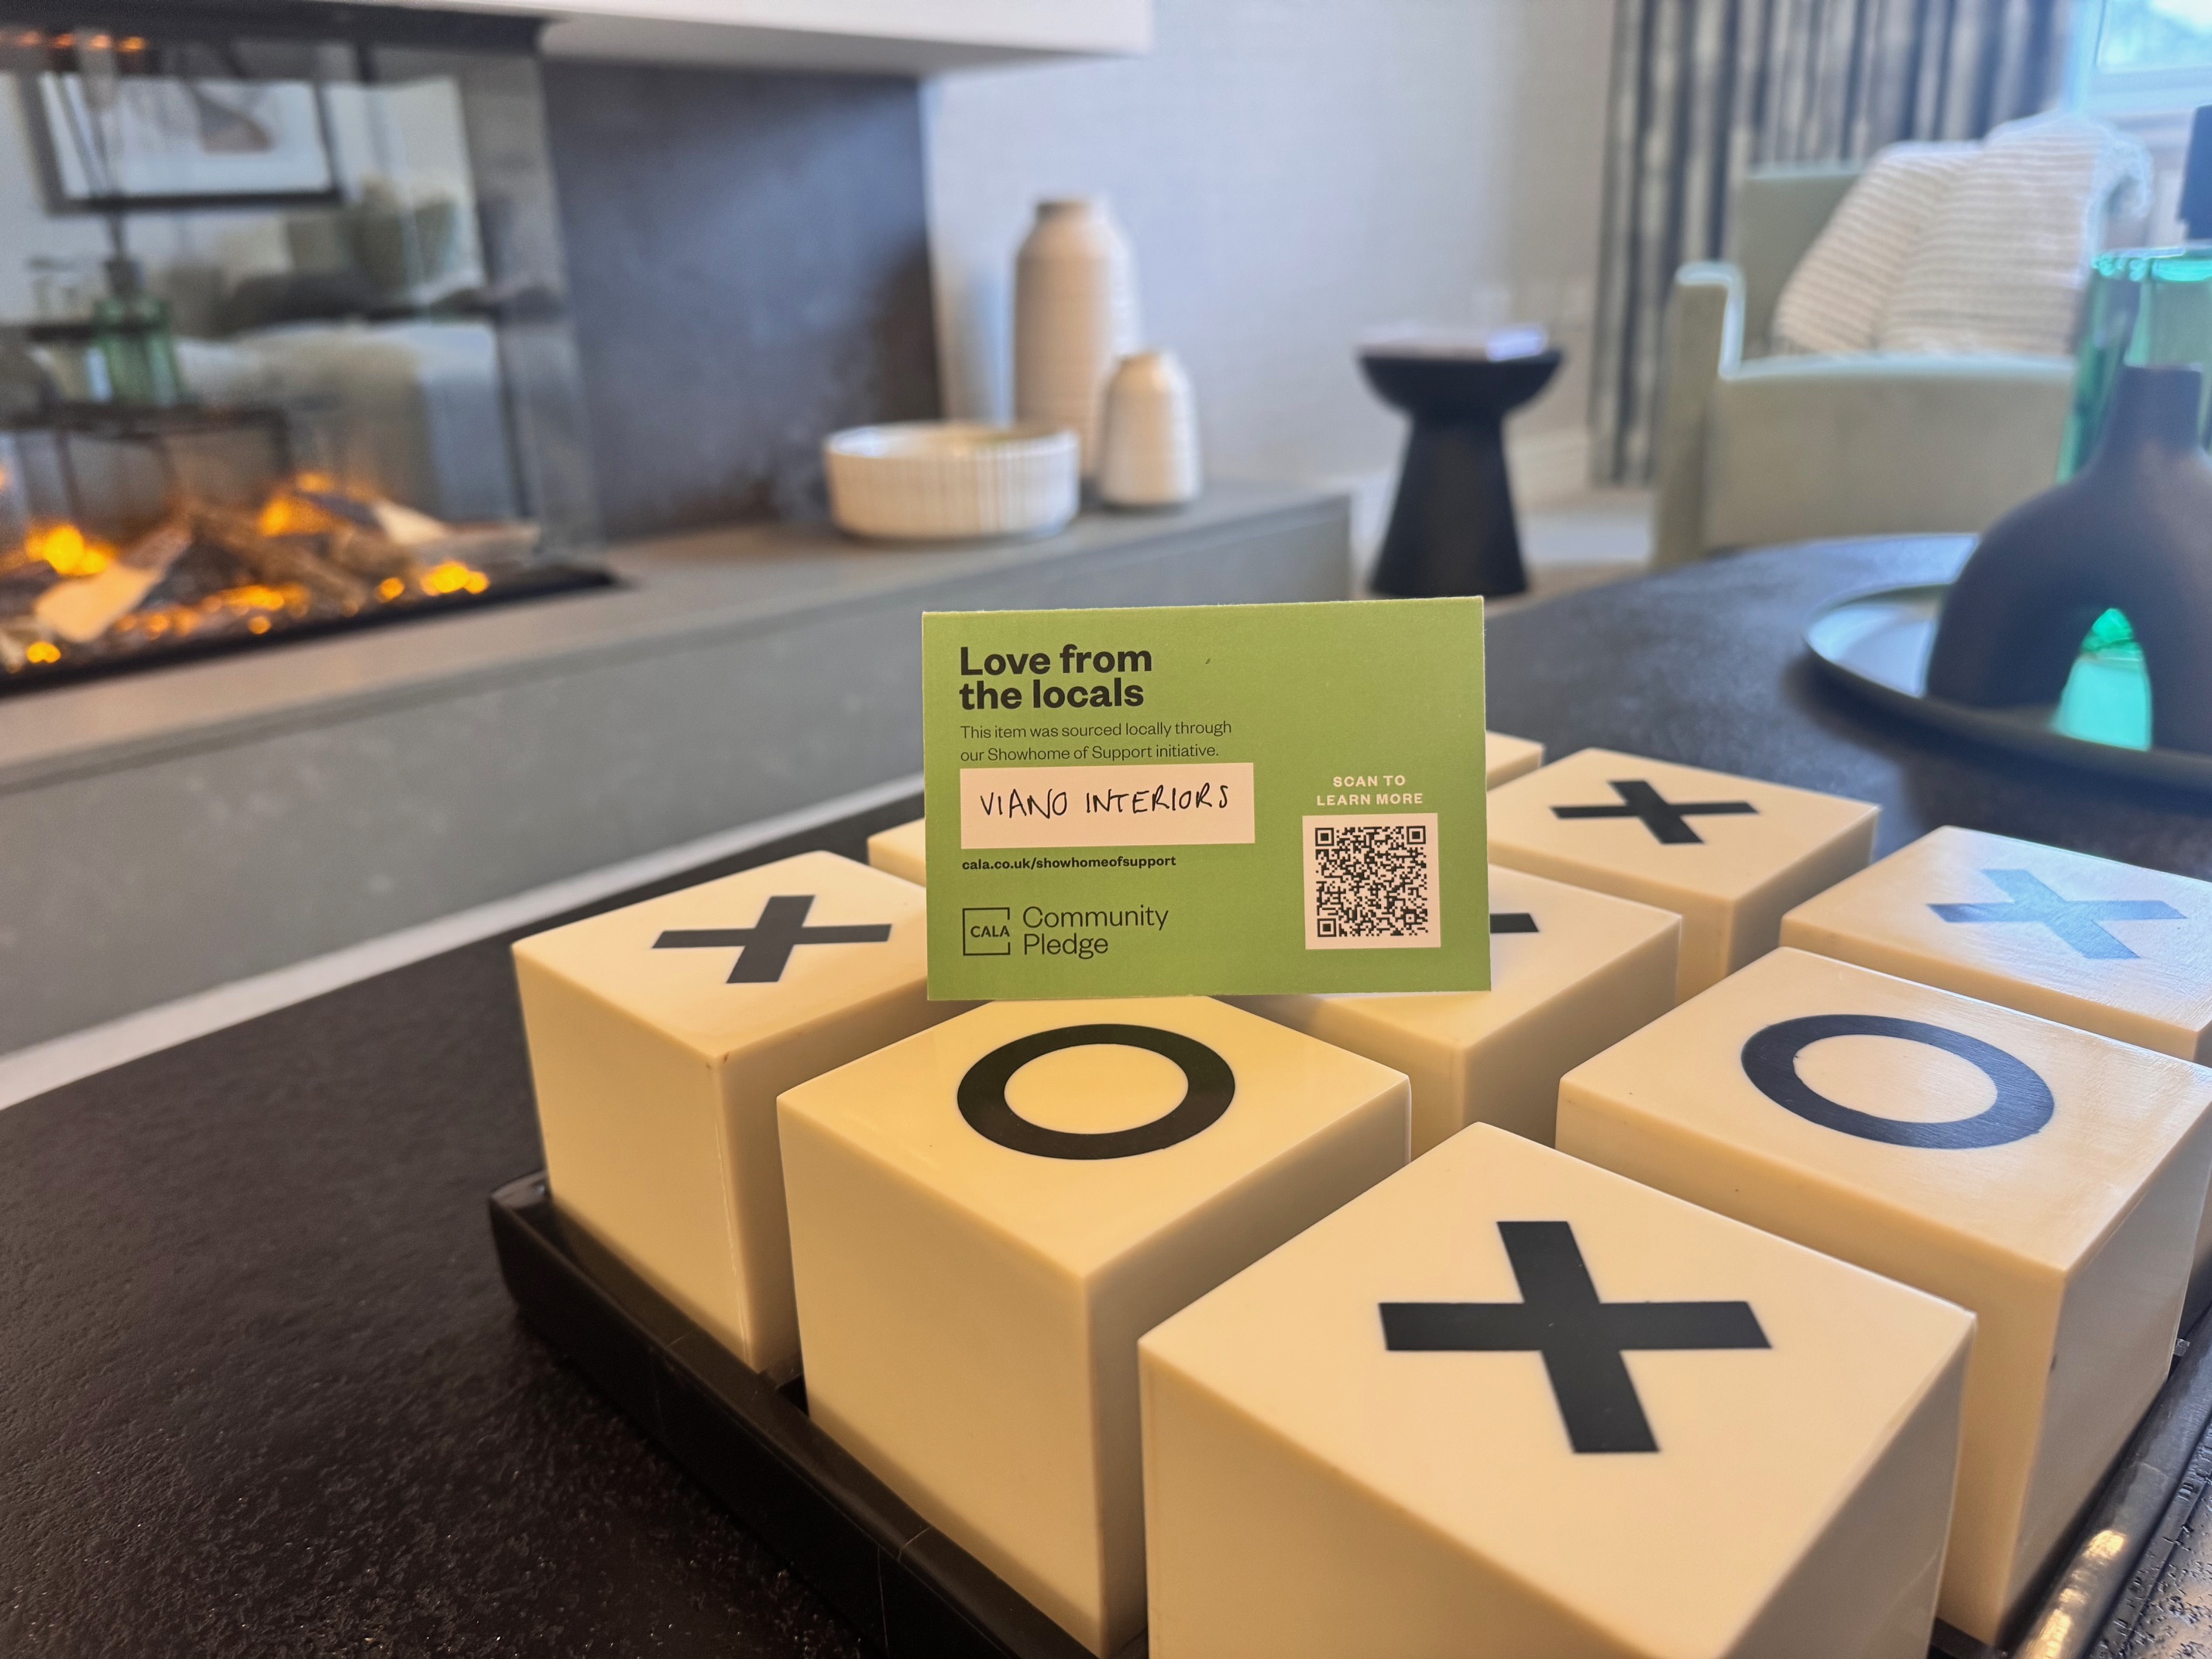 Love from
the locals
This item was sourced locally through
our Showhome of Support initiative.
VIANO INTERIORS
cala.co.uk/showhomeofsupport
CALA
Community
Pledge
SCAN TO
LEARN MORE
X
X
X
O
O
X